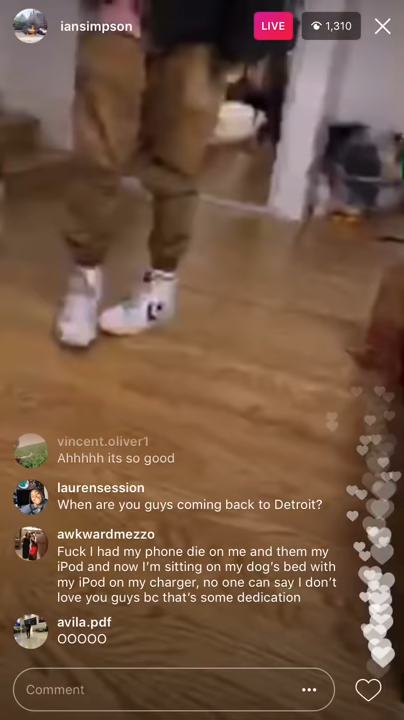 iansimpson
LIVE
1,310
vincent.oliver1
Ahhhhh its so good
laurensession
When are you guys coming back to Detroit?
awkwardmezzo
Fuck I had my phone die on me and them my
iPod and now I'm sitting on my dog's bed with
my iPod on my charger, no one can say I don't
love you guys bc that's some dedication
avila.pdf
OOOOO
Comment